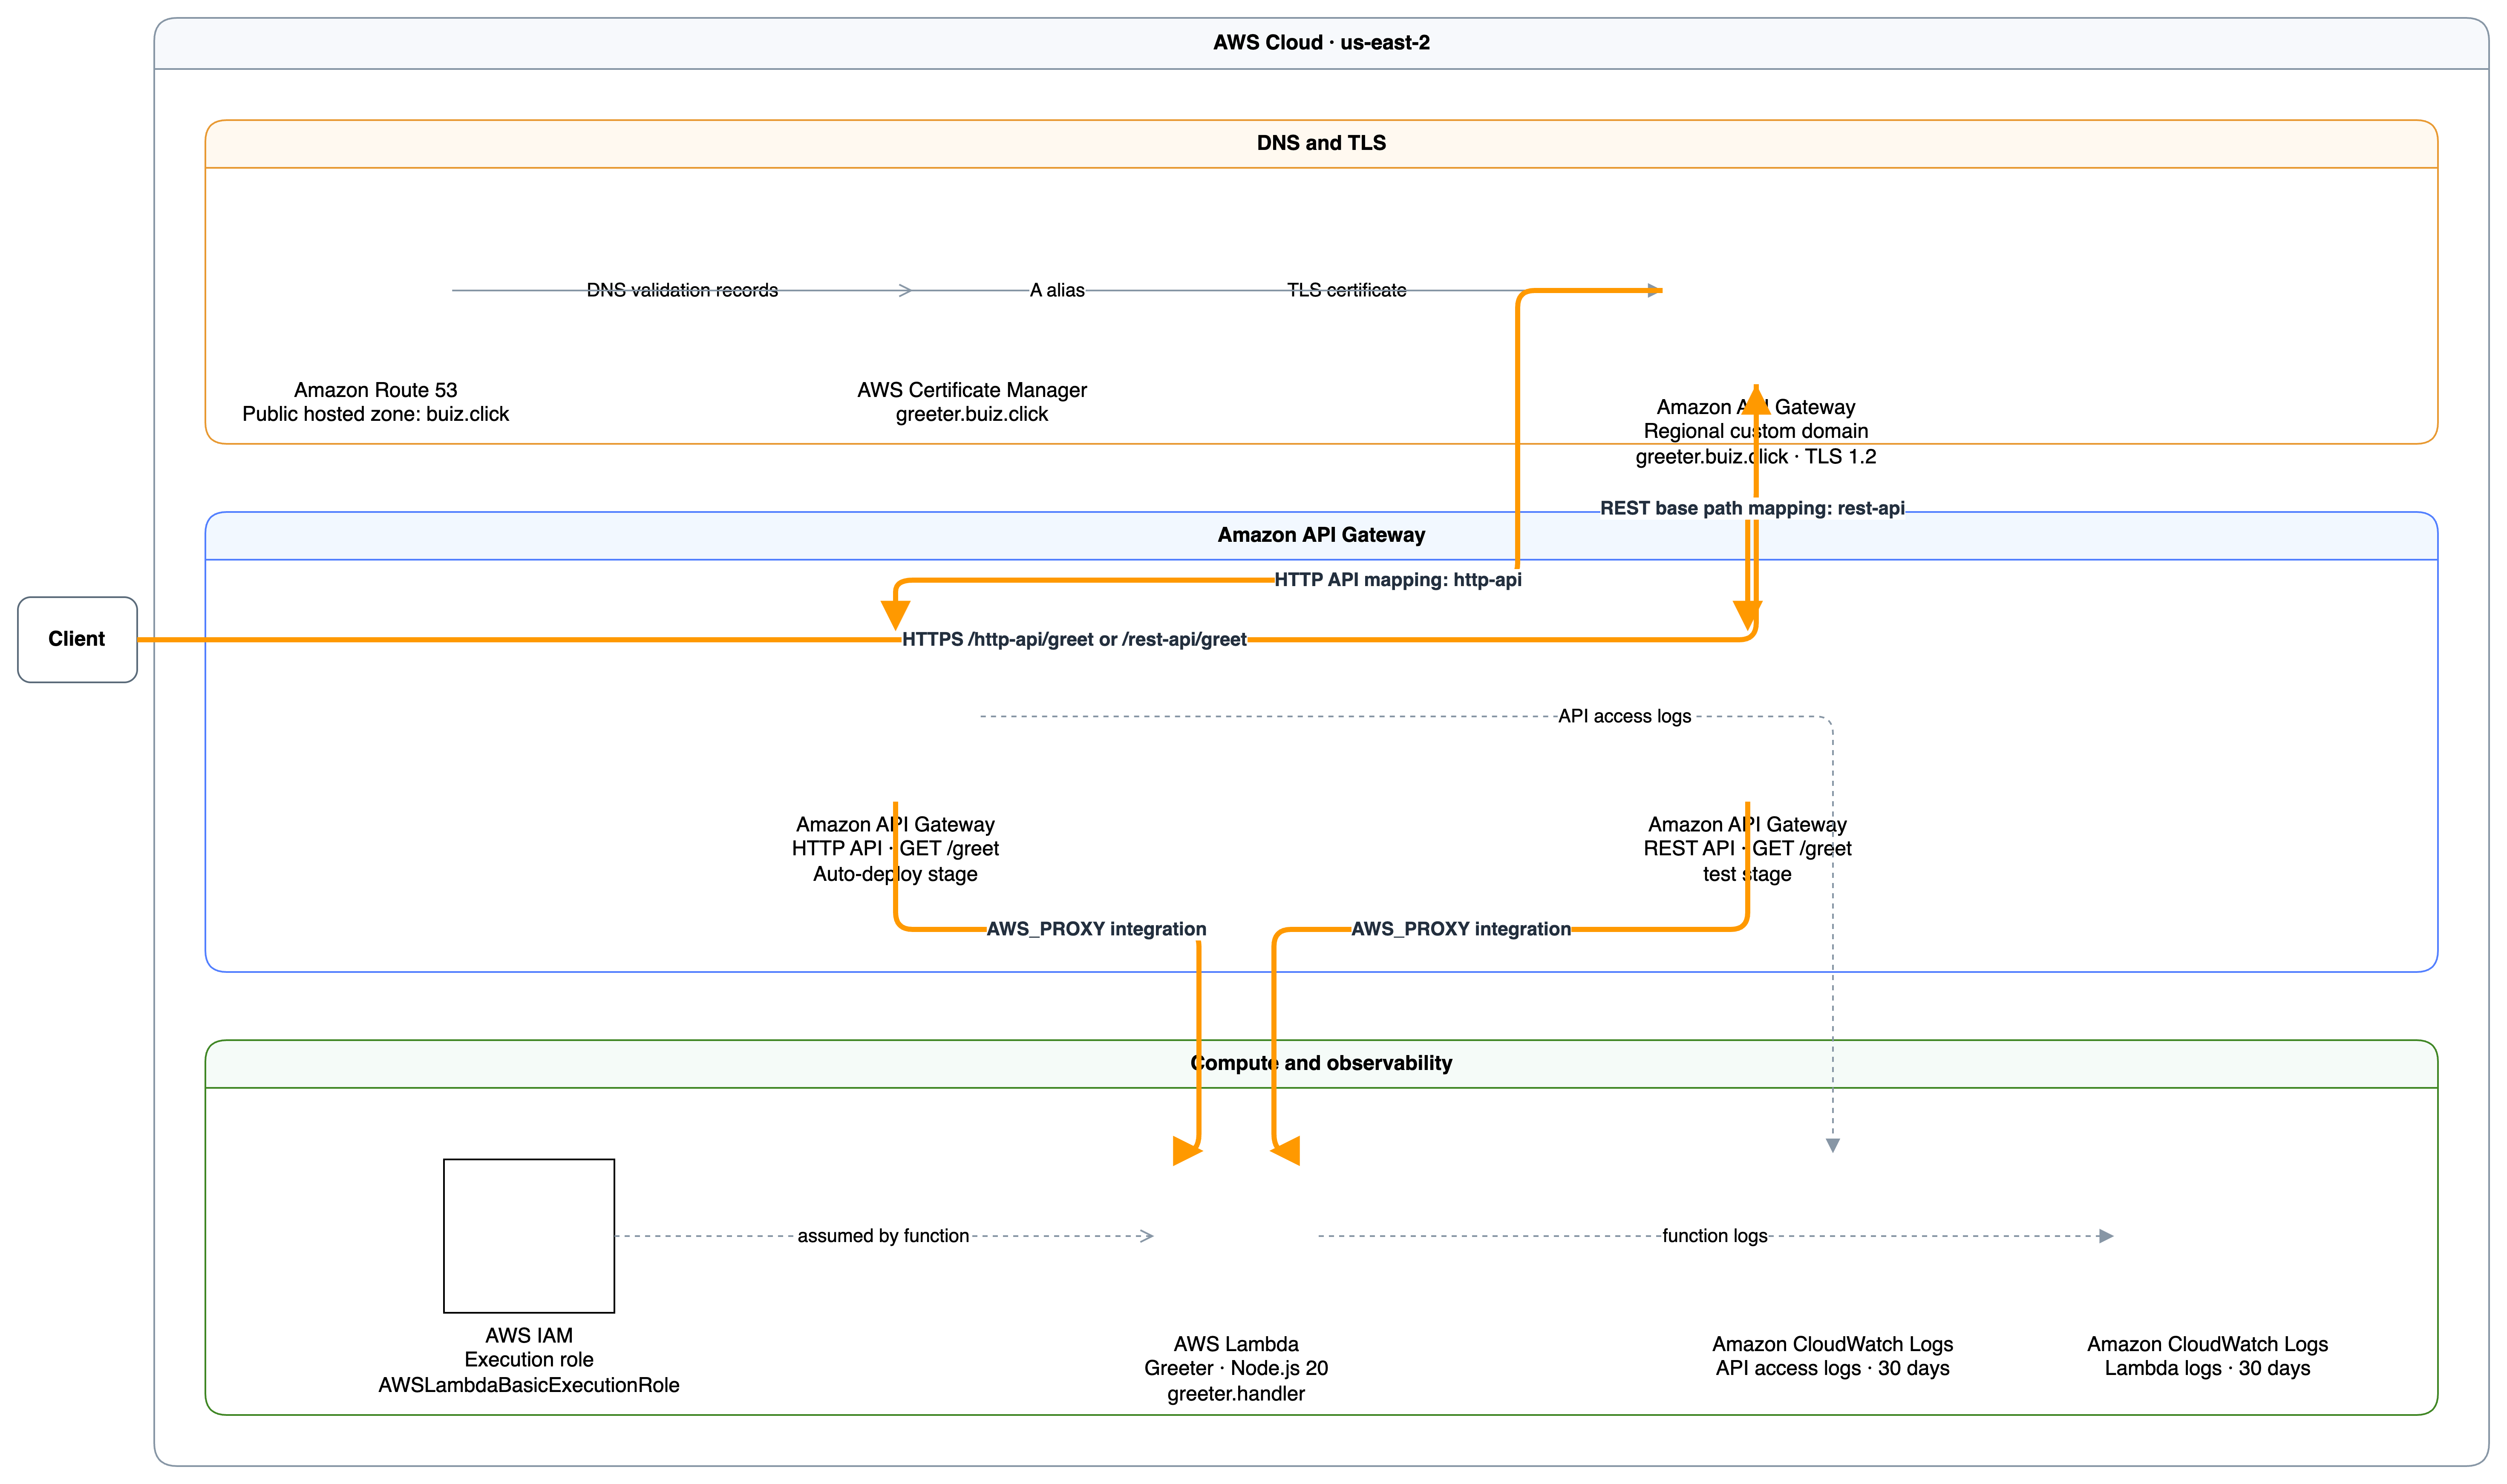 AWS Cloud · us-east-2
DNS and TLS
DNS validation records
A alias
TLS certificate
Amazon Route 53
Public hosted zone: buiz.click
AWS Certificate Manager
greeter.buiz.click
Amazon API Gateway
Regional custom domain
greeter.buiz.click · TLS 1.2
REST base path mapping: rest-api
Amazon API Gateway
HTTP API mapping: http-api
Client
HTTPS /http-api/greet or /rest-api/greet
API access logs
Amazon API Gateway
HTTP API · GET /greet
Auto-deploy stage
Amazon API Gateway
REST API · GET /greet
test stage
AWS_PROXY integration
AWS_PROXY integration
Compute and observability
assumed by function
function logs
AWS IAM
Execution role
AWSLambdaBasicExecutionRole
AWS Lambda
Greeter · Node.js 20
greeter.handler
Amazon CloudWatch Logs
API access logs · 30 days
Amazon CloudWatch Logs
Lambda logs · 30 days